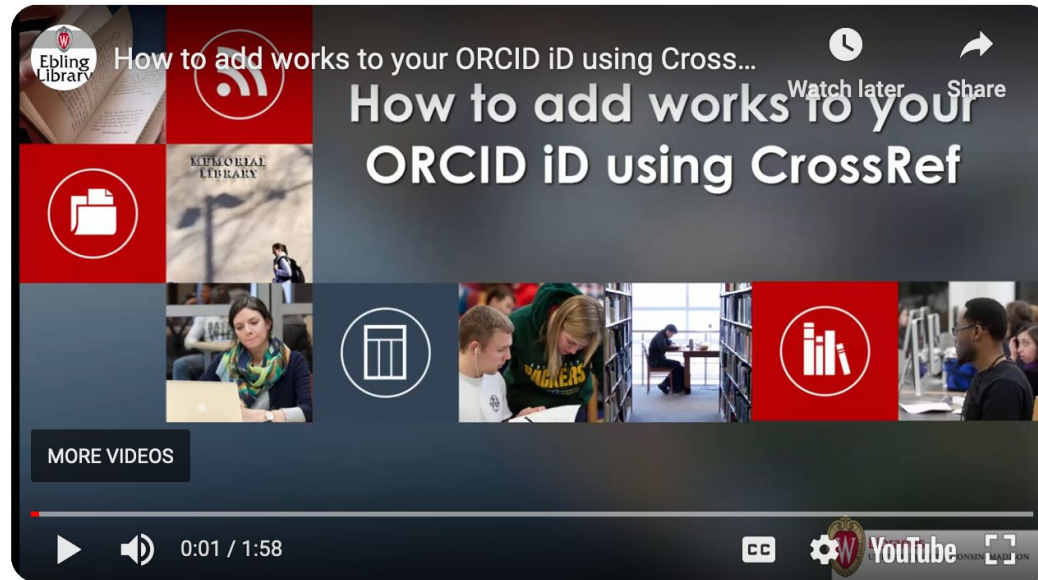 Ebling
Library
How to add works to your ORCID iD using Cross...
Watch later
Share
How to add works to your
ORCID iD using CrossRef
MEMORIAL
LIBRARY
PACKERS
MORE VIDEOS
0:01 / 1:58
CC
W
YouTube